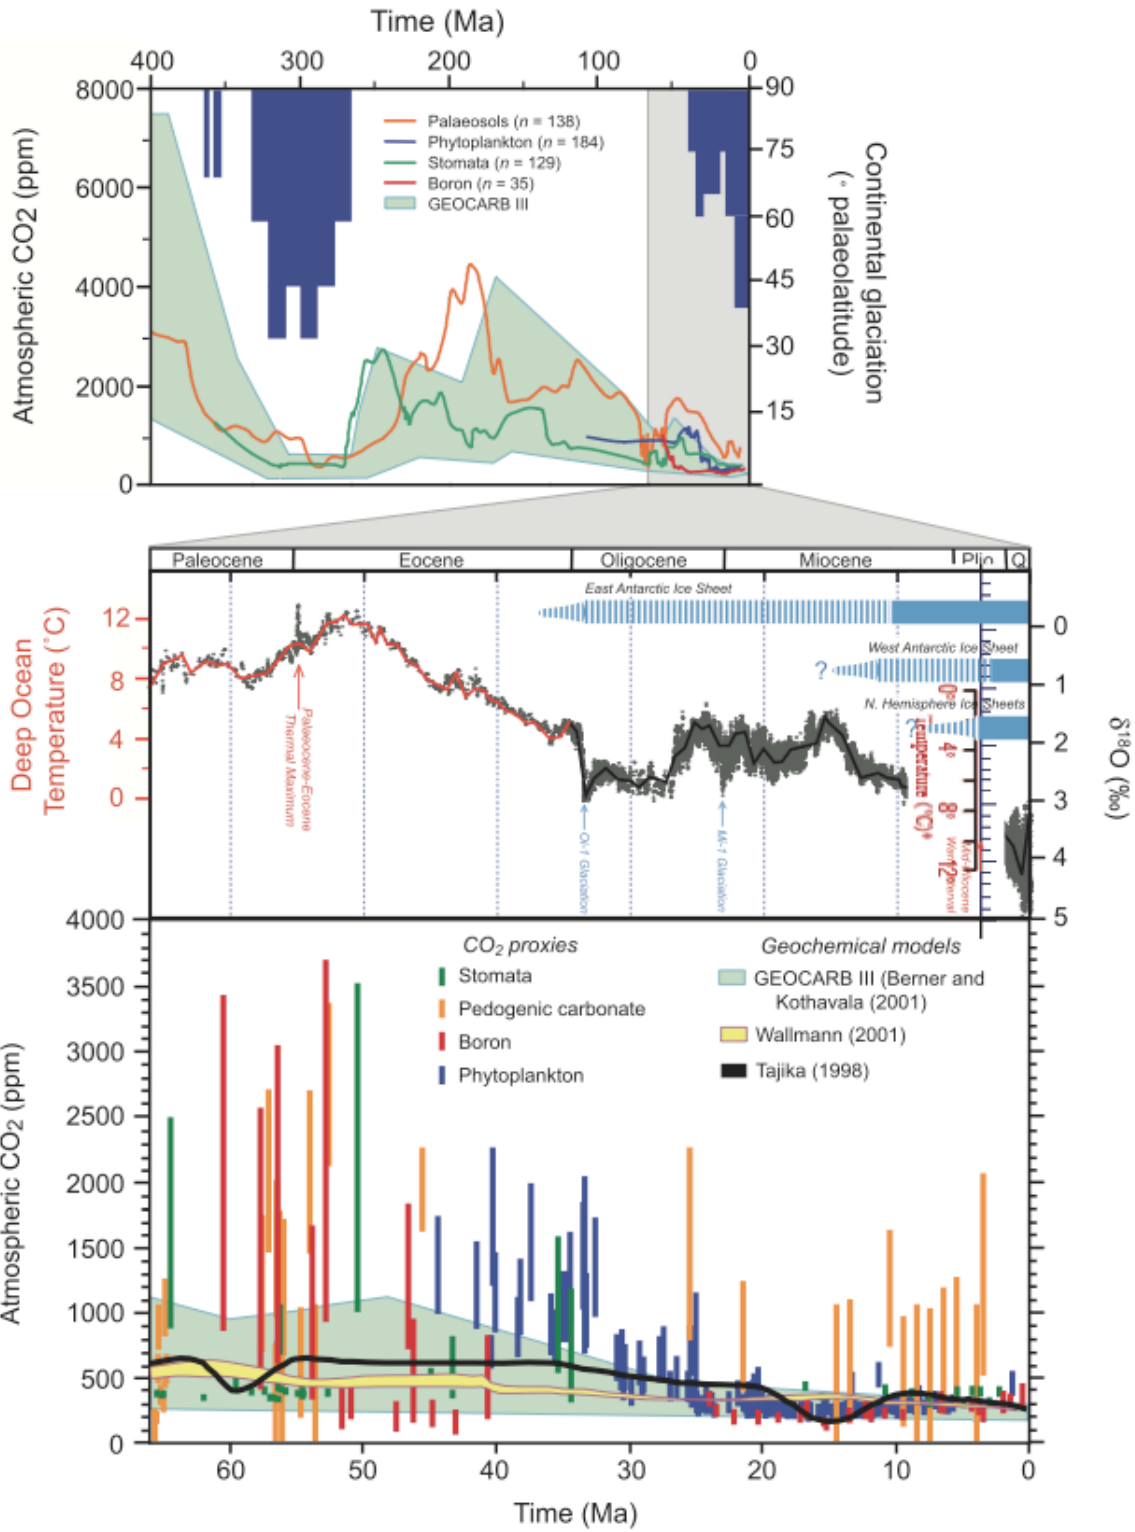 Time (Ma)
400 300 200 100 0
8000
6000
4000
2000
0
Atmospheric CO2 (ppm)
90
75
60
45
30
15
Continental glaciation
(° palaeolatitude)
Palaeosols (n = 138)
Phytoplankton (n = 184)
Stomata (n = 129)
Boron (n = 35)
GEOCARB III
Paleocene Eocene Oligocene Miocene Plio Q
Deep Ocean
Temperature (°C)
12
8
4
0
East Antarctic Ice Sheet
West Antarctic Ice Sheet
?
N. Hemisphere Ice Sheets
?
Palaeocene-Eocene
Thermal Maximum
Oi-1 Glaciation
Mi-1 Glaciation
0°
4°
8°
12°
Temperature (°C)*
0
1
2
3
4
5
δ18O (‰)
4000
3500
3000
2500
2000
1500
1000
500
0
Atmospheric CO2 (ppm)
CO2 proxies
Stomata
Pedogenic carbonate
Boron
Phytoplankton
Geochemical models
GEOCARB III (Berner and
Kothavala (2001)
Wallmann (2001)
Tajika (1998)
60 50 40 30 20 10 0
Time (Ma)